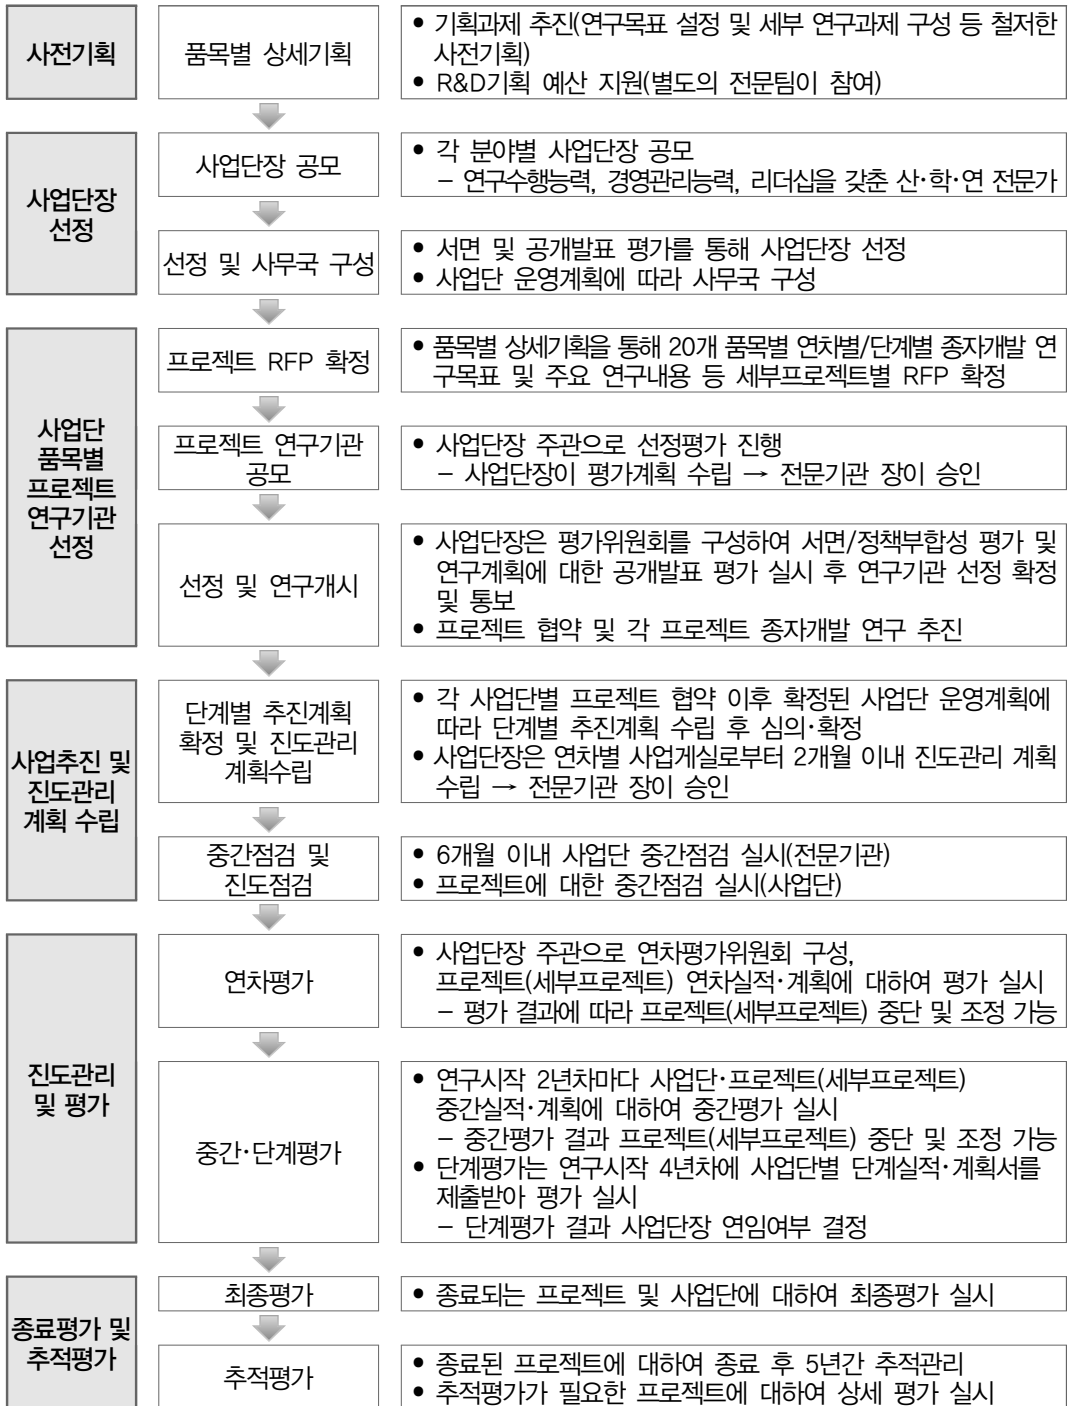 사전기획
품목별 상세기획
• 기획과제 추진(연구목표 설정 및 세부 연구과제 구성 등 철저한
사전기획)
• R&D기획 예산 지원(별도의 전문팀이 참여)
사업단장
선정
사업단장 공모
• 각 분야별 사업단장 공모
– 연구수행능력, 경영관리능력, 리더십을 갖춘 산·학·연 전문가
선정 및 사무국 구성
• 서면 및 공개발표 평가를 통해 사업단장 선정
• 사업단 운영계획에 따라 사무국 구성
사업단
품목별
프로젝트
연구기관
선정
프로젝트 RFP 확정
• 품목별 상세기획을 통해 20개 품목별 연차별/단계별 종자개발 연
구목표 및 주요 연구내용 등 세부프로젝트별 RFP 확정
프로젝트 연구기관
공모
• 사업단장 주관으로 선정평가 진행
– 사업단장이 평가계획 수립 → 전문기관 장이 승인
선정 및 연구개시
• 사업단장은 평가위원회를 구성하여 서면/정책부합성 평가 및
연구계획에 대한 공개발표 평가 실시 후 연구기관 선정 확정
및 통보
• 프로젝트 협약 및 각 프로젝트 종자개발 연구 추진
사업추진 및
진도관리
계획 수립
단계별 추진계획
확정 및 진도관리
계획수립
• 각 사업단별 프로젝트 협약 이후 확정된 사업단 운영계획에
따라 단계별 추진계획 수립 후 심의·확정
• 사업단장은 연차별 사업게실로부터 2개월 이내 진도관리 계획
수립 → 전문기관 장이 승인
중간점검 및
진도점검
• 6개월 이내 사업단 중간점검 실시(전문기관)
• 프로젝트에 대한 중간점검 실시(사업단)
진도관리
및 평가
연차평가
• 사업단장 주관으로 연차평가위원회 구성,
프로젝트(세부프로젝트) 연차실적·계획에 대하여 평가 실시
– 평가 결과에 따라 프로젝트(세부프로젝트) 중단 및 조정 가능
중간·단계평가
• 연구시작 2년차마다 사업단·프로젝트(세부프로젝트)
중간실적·계획에 대하여 중간평가 실시
– 중간평가 결과 프로젝트(세부프로젝트) 중단 및 조정 가능
• 단계평가는 연구시작 4년차에 사업단별 단계실적·계획서를
제출받아 평가 실시
– 단계평가 결과 사업단장 연임여부 결정
종료평가 및
추적평가
최종평가
• 종료되는 프로젝트 및 사업단에 대하여 최종평가 실시
추적평가
• 종료된 프로젝트에 대하여 종료 후 5년간 추적관리
• 추적평가가 필요한 프로젝트에 대하여 상세 평가 실시